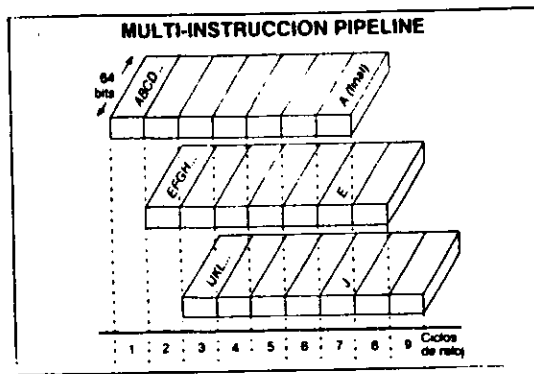 MULTI-INSTRUCCION PIPELINE
64
bits
ABCD...
A (final)
EFGH...
E
IJKL...
J
1 2 3 4 5 6 7 8 9 Ciclos
de reloj